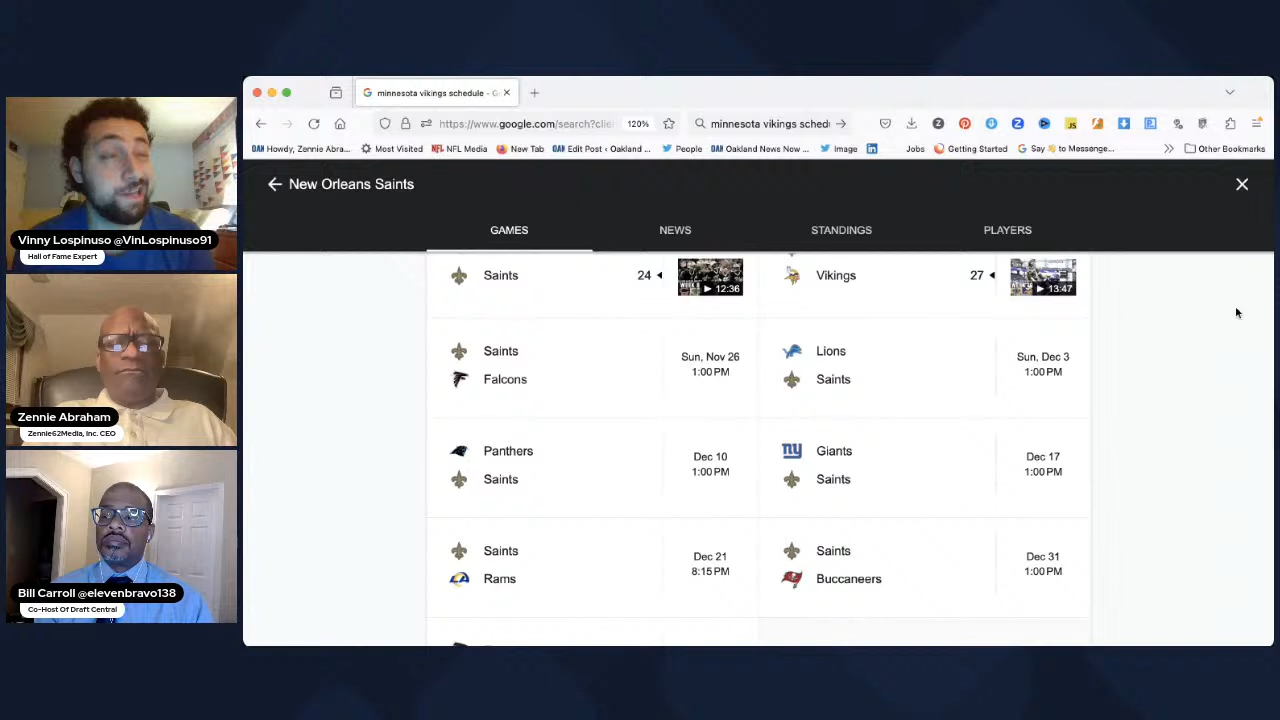 Vinny Lospinuso @VinLospinuso91
Hall of Fame Expert
Zennie Abraham
Zennie62Media, Inc. CEO
Bill Carroll @elevenbravo138
Co-Host Of Draft Central
minnesota vikings schedule - G
https://www.google.com/search?clie
120%
minnesota vikings schedu
Howdy, Zennie Abra...
Most Visited
NFL Media
New Tab
Edit Post ‹ Oakland ...
People
Oakland News Now ...
Image
Jobs
Getting Started
Say 👋 to Messenge...
Other Bookmarks
New Orleans Saints
GAMES
NEWS
STANDINGS
PLAYERS
Saints 24
12:36
Vikings 27
13:47
Saints
Falcons
Sun, Nov 26
1:00 PM
Lions
Saints
Sun, Dec 3
1:00 PM
Panthers
Saints
Dec 10
1:00 PM
Giants
Saints
Dec 17
1:00 PM
Saints
Rams
Dec 21
8:15 PM
Saints
Buccaneers
Dec 31
1:00 PM